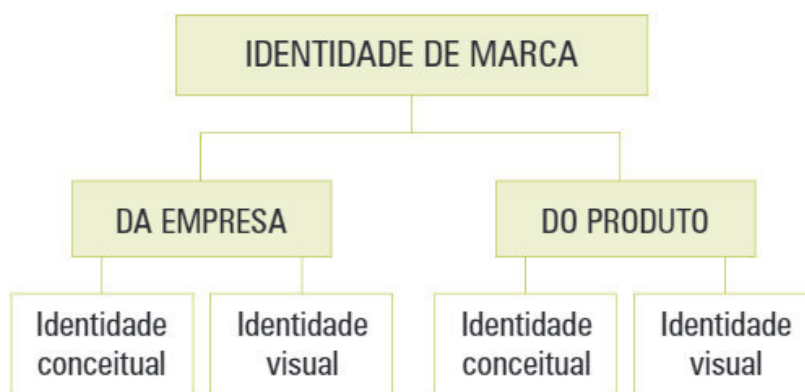 IDENTIDADE DE MARCA
DA EMPRESA
DO PRODUTO
Identidade
conceitual
Identidade
visual
Identidade
conceitual
Identidade
visual